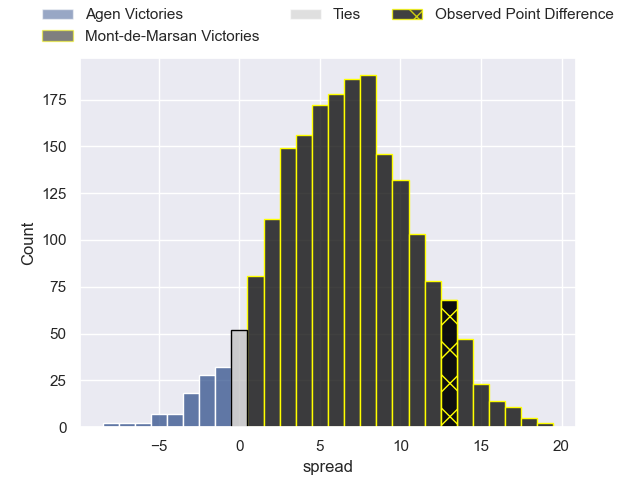 Agen Victories
Mont-de-Marsan Victories
Ties
Observed Point Difference
175
150
125
100
75
50
25
0
Count
−5 0 5 10 15 20
spread